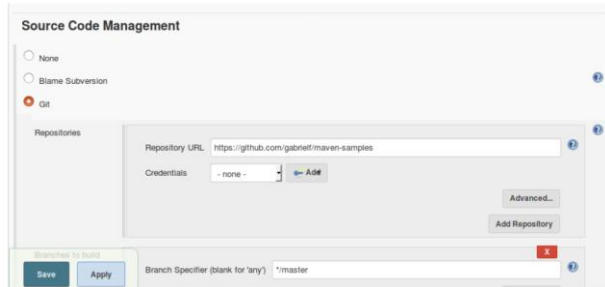 Source Code Management
None
Blame Subversion
Git
Repositories
Repository URL https://github.com/gabrielf/maven-samples
Credentials - none - Add
Advanced...
Add Repository
X
Branches to build
Branch Specifier (blank for 'any') */master
Save Apply